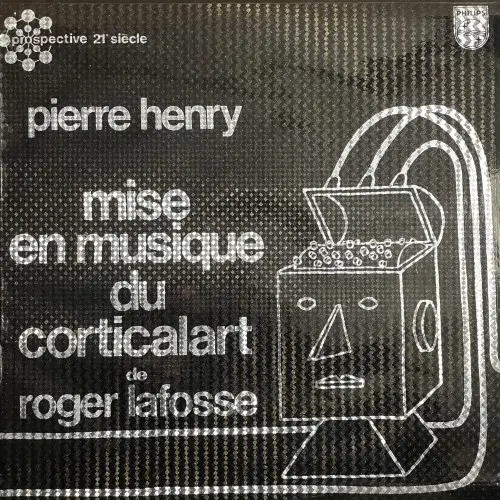 prospective 21e siècle
PHILIPS
pierre henry
mise
en musique
du
corticalart
de
roger lafosse